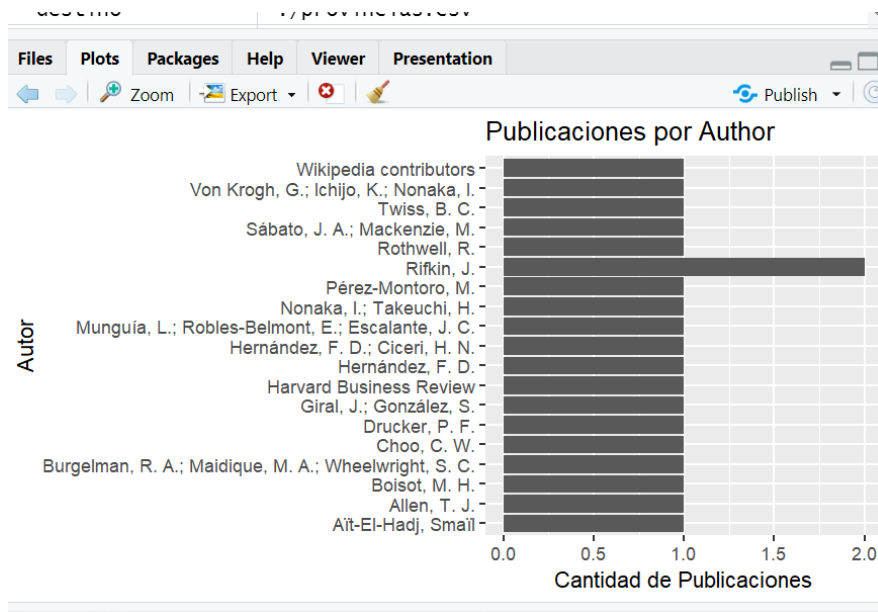 Files Plots Packages Help Viewer Presentation
Zoom Export Publish
Publicaciones por Author
Wikipedia contributors
Von Krogh, G.; Ichijo, K.; Nonaka, I.
Twiss, B. C.
Sábato, J. A.; Mackenzie, M.
Rothwell, R.
Rifkin, J.
Pérez-Montoro, M.
Nonaka, I.; Takeuchi, H.
Munguía, L.; Robles-Belmont, E.; Escalante, J. C.
Hernández, F. D.; Ciceri, H. N.
Hernández, F. D.
Harvard Business Review
Giral, J.; González, S.
Drucker, P. F.
Choo, C. W.
Burgelman, R. A.; Maidique, M. A.; Wheelwright, S. C.
Boisot, M. H.
Allen, T. J.
Aït-El-Hadj, Smaïl
Autor
0.0 0.5 1.0 1.5 2.0
Cantidad de Publicaciones